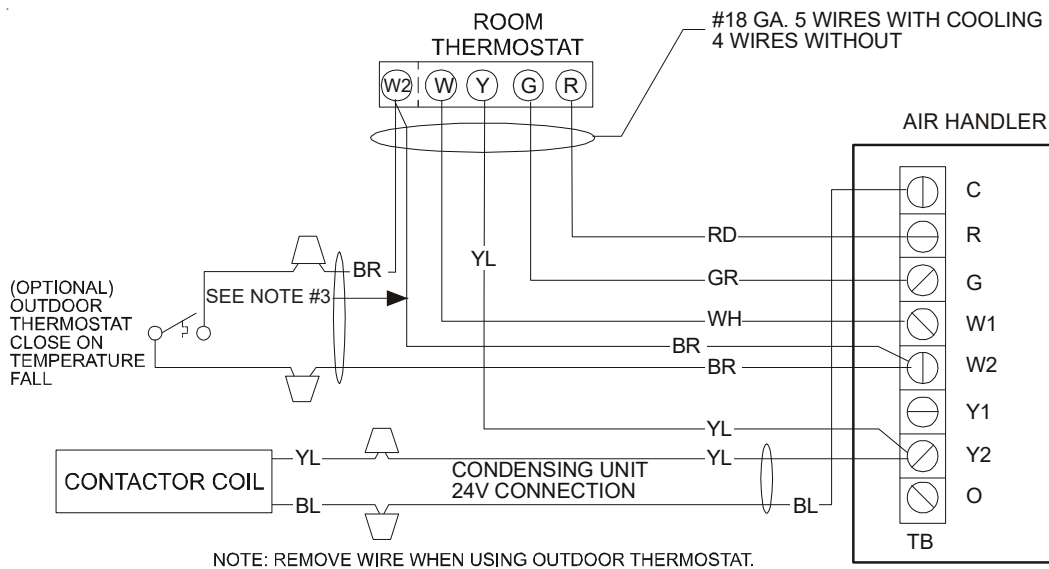 ROOM
THERMOSTAT
#18 GA. 5 WIRES WITH COOLING
4 WIRES WITHOUT
W2 W Y G R
AIR HANDLER
C
R
G
W1
W2
Y1
Y2
O
TB
RD
GR
YL
WH
BR
BR
BR
SEE NOTE #3
(OPTIONAL)
OUTDOOR
THERMOSTAT
CLOSE ON
TEMPERATURE
FALL
YL
YL
YL
CONTACTOR COIL
CONDENSING UNIT
24V CONNECTION
BL
BL
NOTE: REMOVE WIRE WHEN USING OUTDOOR THERMOSTAT.